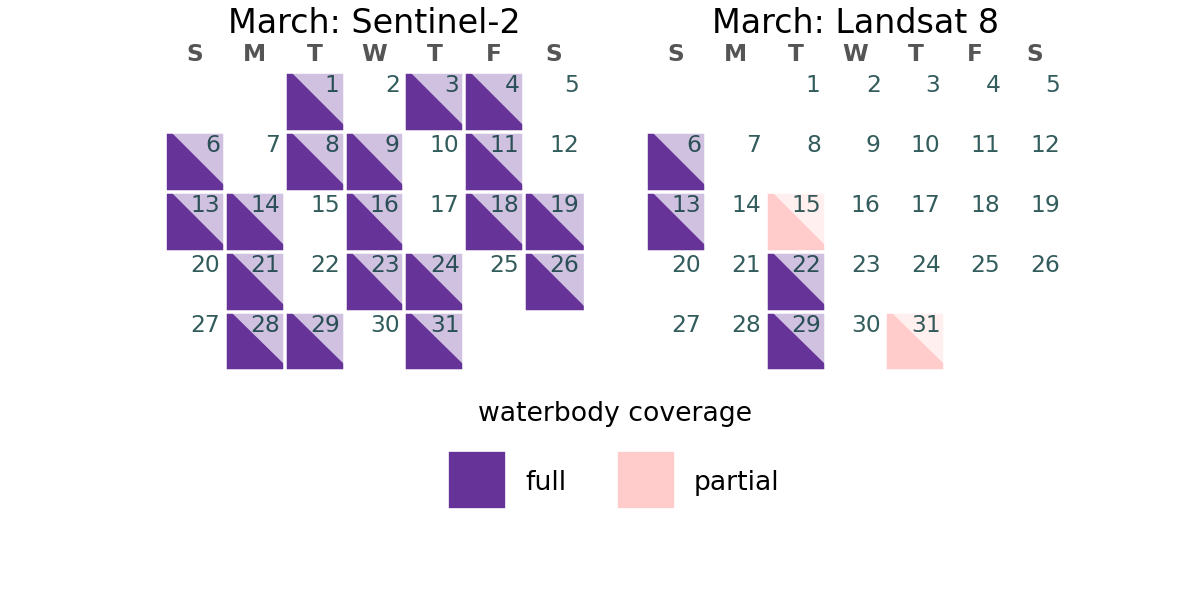 March: Sentinel-2
S M T W T F S
1 2 3 4 5
6 7 8 9 10 11 12
13 14 15 16 17 18 19
20 21 22 23 24 25 26
27 28 29 30 31
March: Landsat 8
S M T W T F S
1 2 3 4 5
6 7 8 9 10 11 12
13 14 15 16 17 18 19
20 21 22 23 24 25 26
27 28 29 30 31
waterbody coverage
full partial